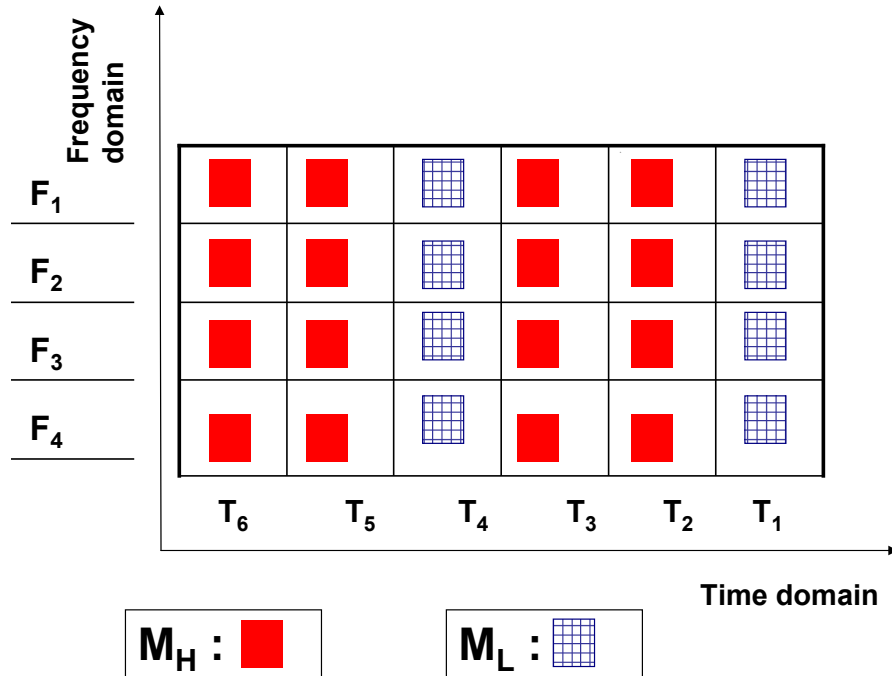 Frequency
domain
F1
F2
F3
F4
T6 T5 T4 T3 T2 T1
Time domain
MH :
ML :